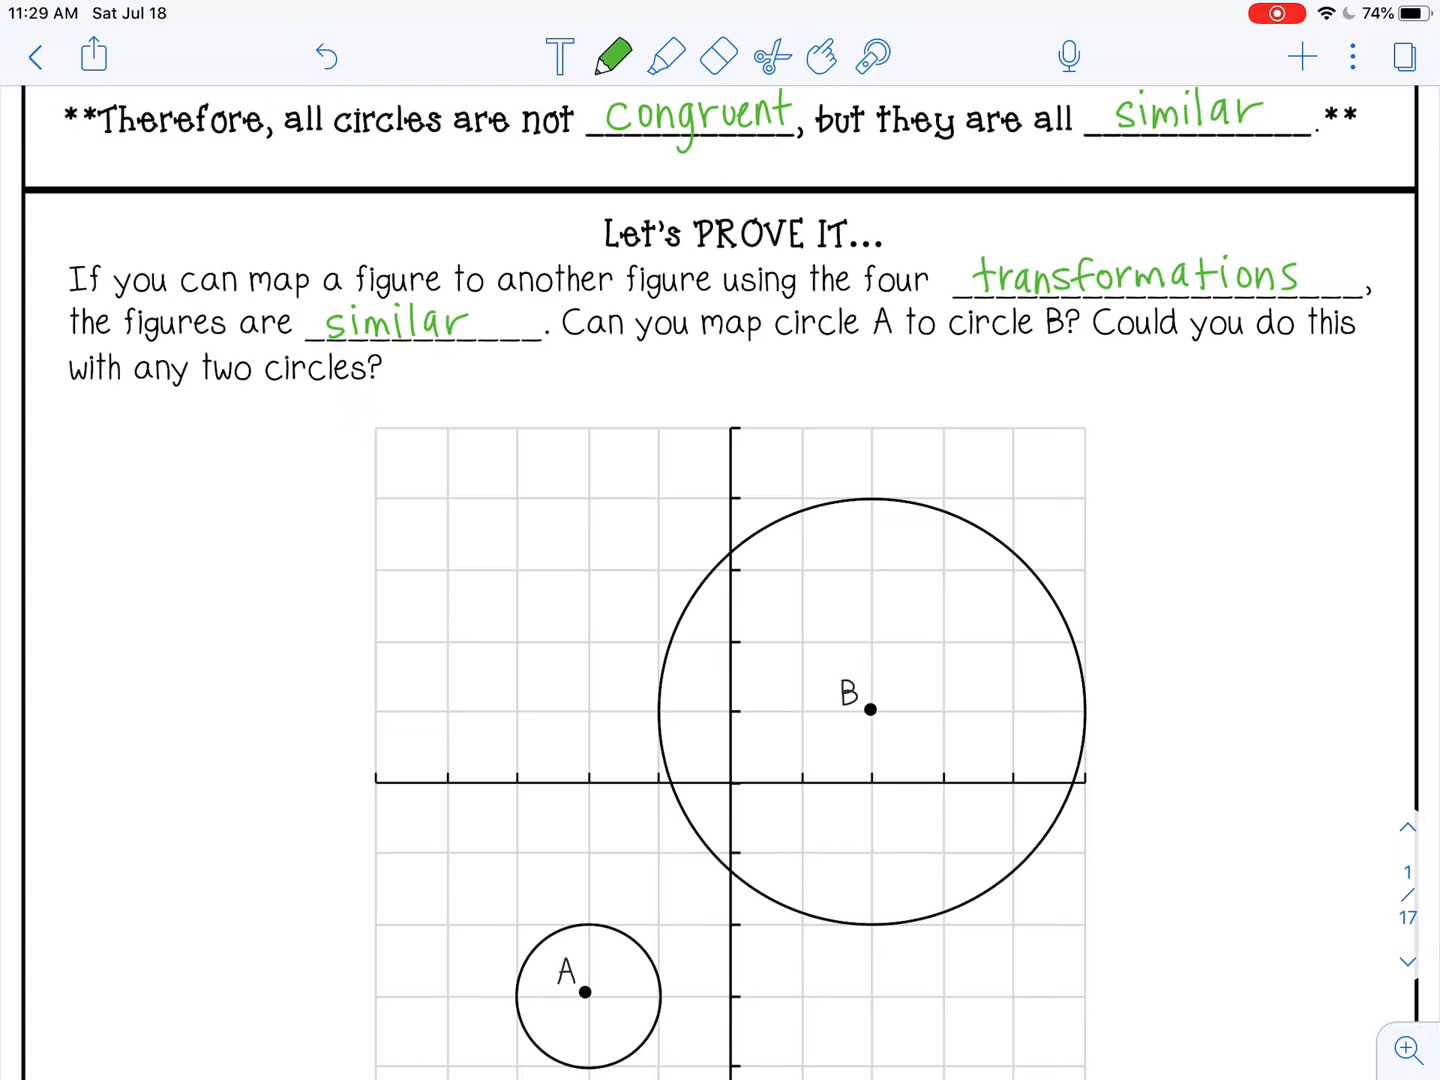 11:29 AM Sat Jul 18
74%
**Therefore, all circles are not congruent, but they are all similar.**
Let's PROVE IT...
If you can map a figure to another figure using the four transformations,
the figures are similar. Can you map circle A to circle B? Could you do this
with any two circles?
B
A
1
/
17